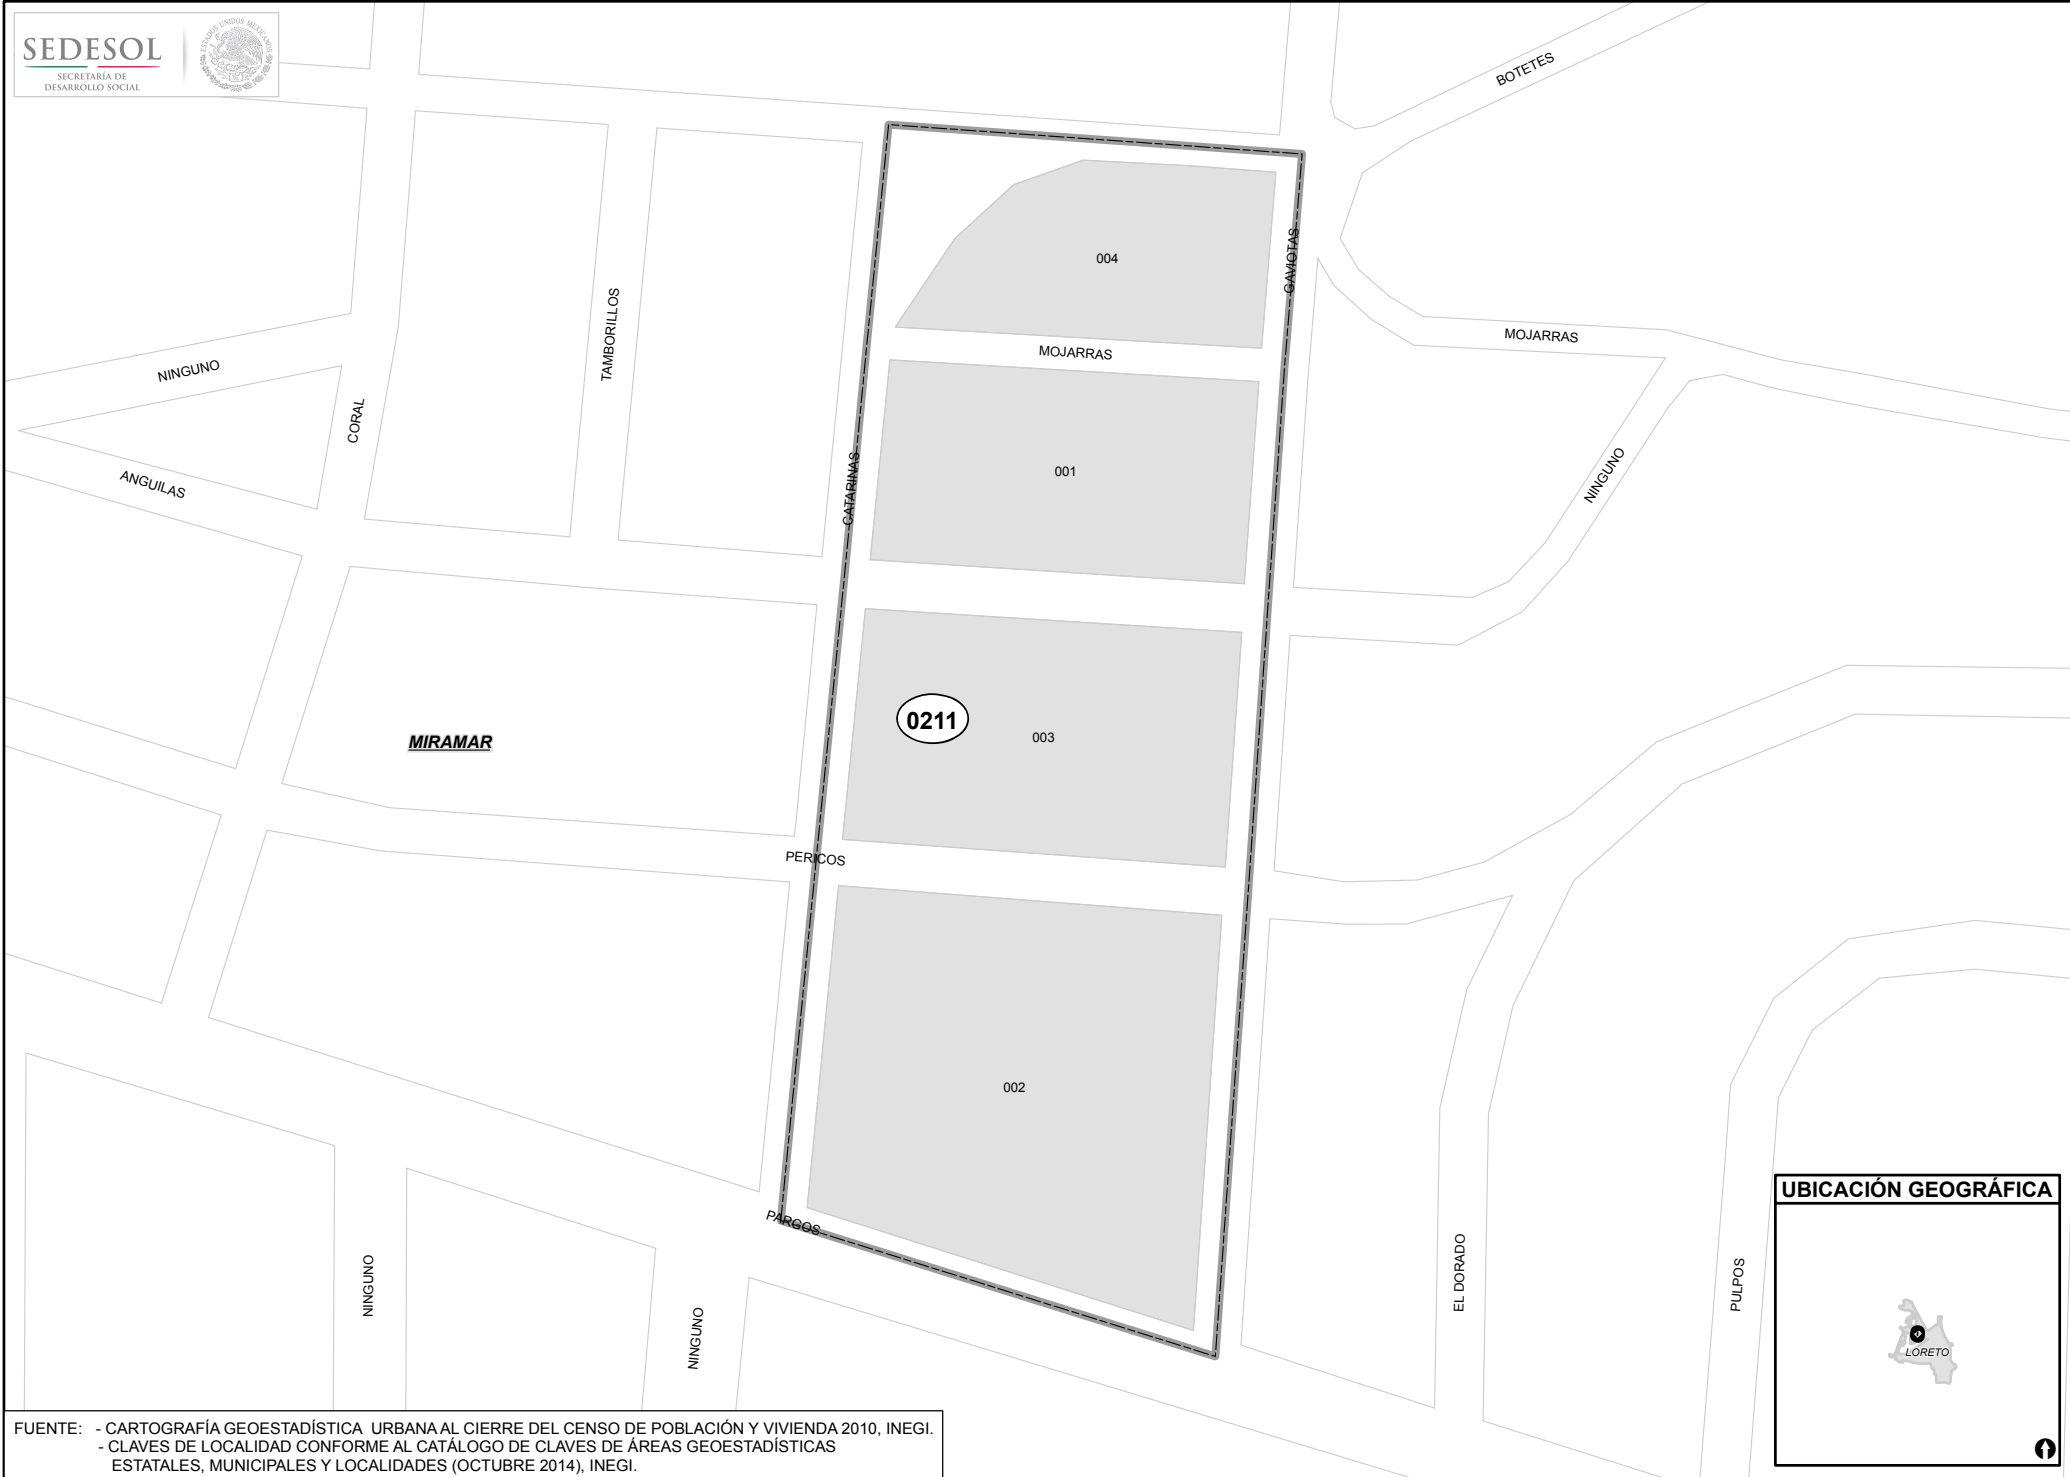 SEDESOL
SECRETARÍA DE
DESARROLLO SOCIAL
ESTADOS UNIDOS MEXICANOS
BOTETES
004
GAVIOTAS
TAMBORILLOS
MOJARRAS
MOJARRAS
NINGUNO
CORAL
ANGUILAS
CATARINAS
001
NINGUNO
0211
003
MIRAMAR
PERICOS
002
PARGOS
NINGUNO
NINGUNO
EL DORADO
PULPOS
UBICACIÓN GEOGRÁFICA
LORETO
FUENTE: - CARTOGRAFÍA GEOESTADÍSTICA URBANA AL CIERRE DEL CENSO DE POBLACIÓN Y VIVIENDA 2010, INEGI.
- CLAVES DE LOCALIDAD CONFORME AL CATÁLOGO DE CLAVES DE ÁREAS GEOESTADÍSTICAS
ESTATALES, MUNICIPALES Y LOCALIDADES (OCTUBRE 2014), INEGI.